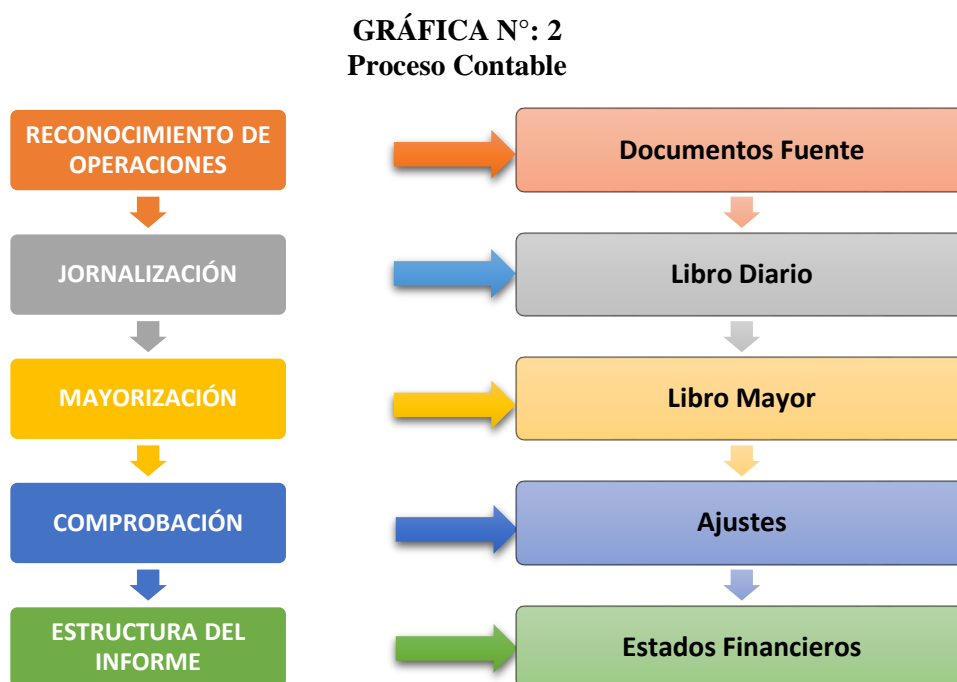 GRÁFICA N°: 2
Proceso Contable
RECONOCIMIENTO DE
OPERACIONES
Documentos Fuente
JORNALIZACIÓN
Libro Diario
MAYORIZACIÓN
Libro Mayor
COMPROBACIÓN
Ajustes
ESTRUCTURA DEL
INFORME
Estados Financieros